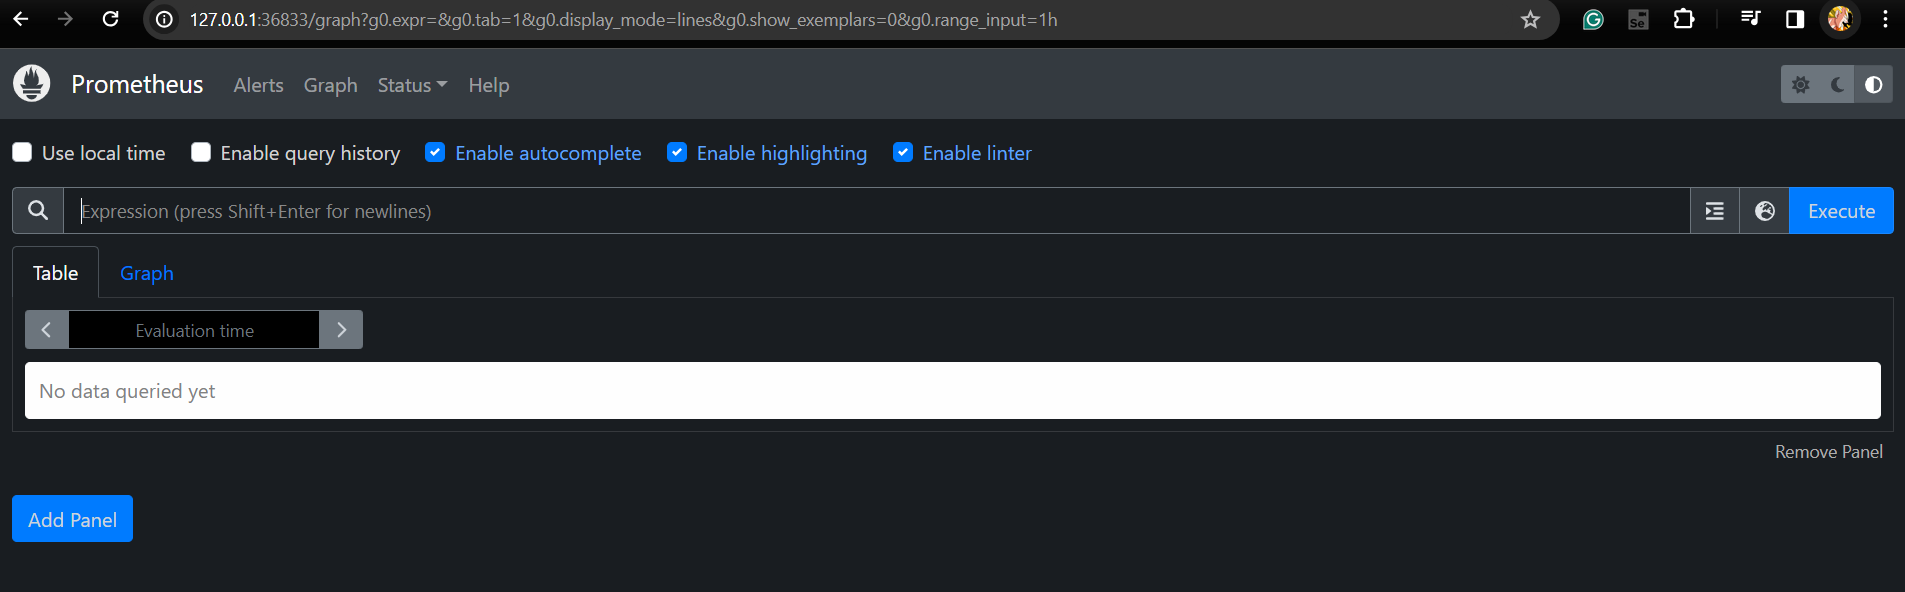 127.0.0.1:36833/graph?g0.expr=&g0.tab=1&g0.display_mode=lines&g0.show_exemplars=0&g0.range_input=1h
Se
Prometheus Alerts Graph Status Help
Use local time Enable query history Enable autocomplete Enable highlighting Enable linter
Expression (press Shift+Enter for newlines) Execute
Table Graph
Evaluation time
No data queried yet
Remove Panel
Add Panel